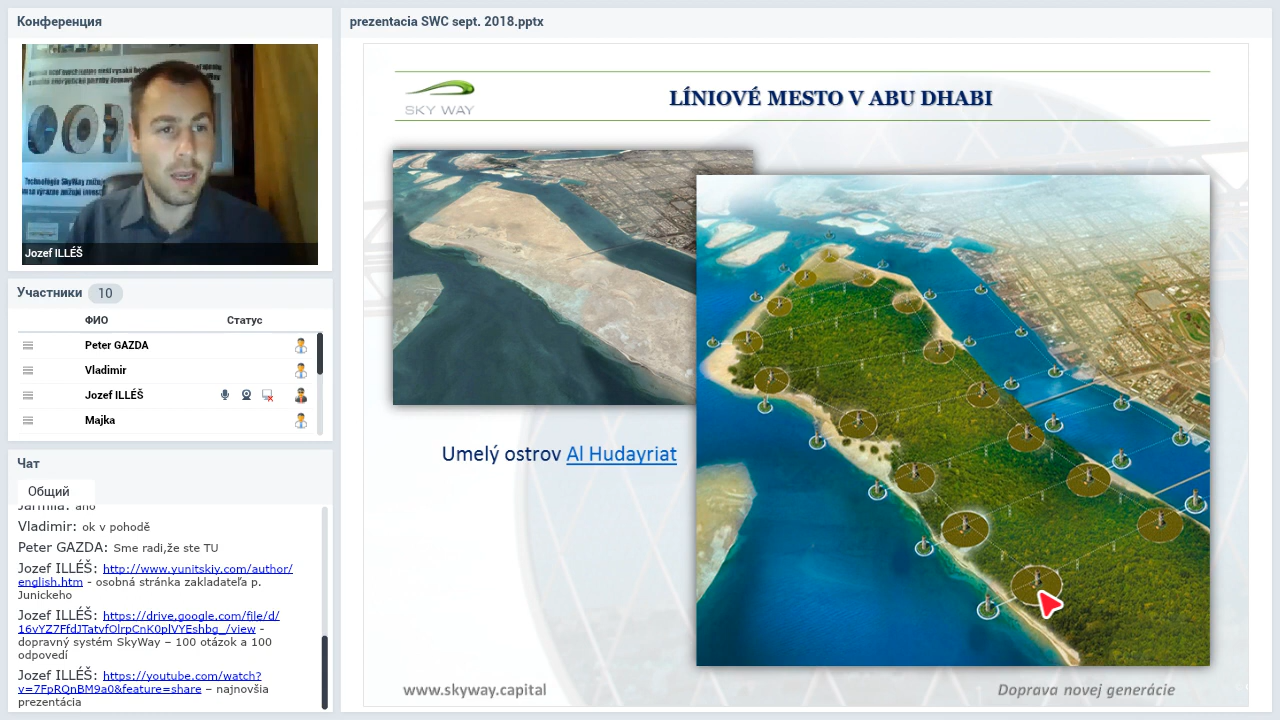 Конференция
Jozef ILLÉŠ
Участники 10
ФИО Статус
Peter GAZDA
Vladimir
Jozef ILLÉŠ
Majka
Чат
Общий
Jarmila: áno
Vladimir: ok v pohodě
Peter GAZDA: Sme radi,že ste TU
Jozef ILLÉŠ: http://www.yunitskiy.com/author/
english.htm - osobná stránka zakladateľa p.
Junickeho
Jozef ILLÉŠ: https://drive.google.com/file/d/
16vYZ7FfdJTatvfOlrpCnK0plVYEshbg_/view -
dopravný systém SkyWay – 100 otázok a 100
odpovedí
Jozef ILLÉŠ: https://youtube.com/watch?
v=7FpRQnBM9a0&feature=share – najnovšia
prezentácia
prezentacia SWC sept. 2018.pptx
SKY WAY
LÍNIOVÉ MESTO V ABU DHABI
Umelý ostrov Al Hudayriat
www.skyway.capital
Doprava novej generácie